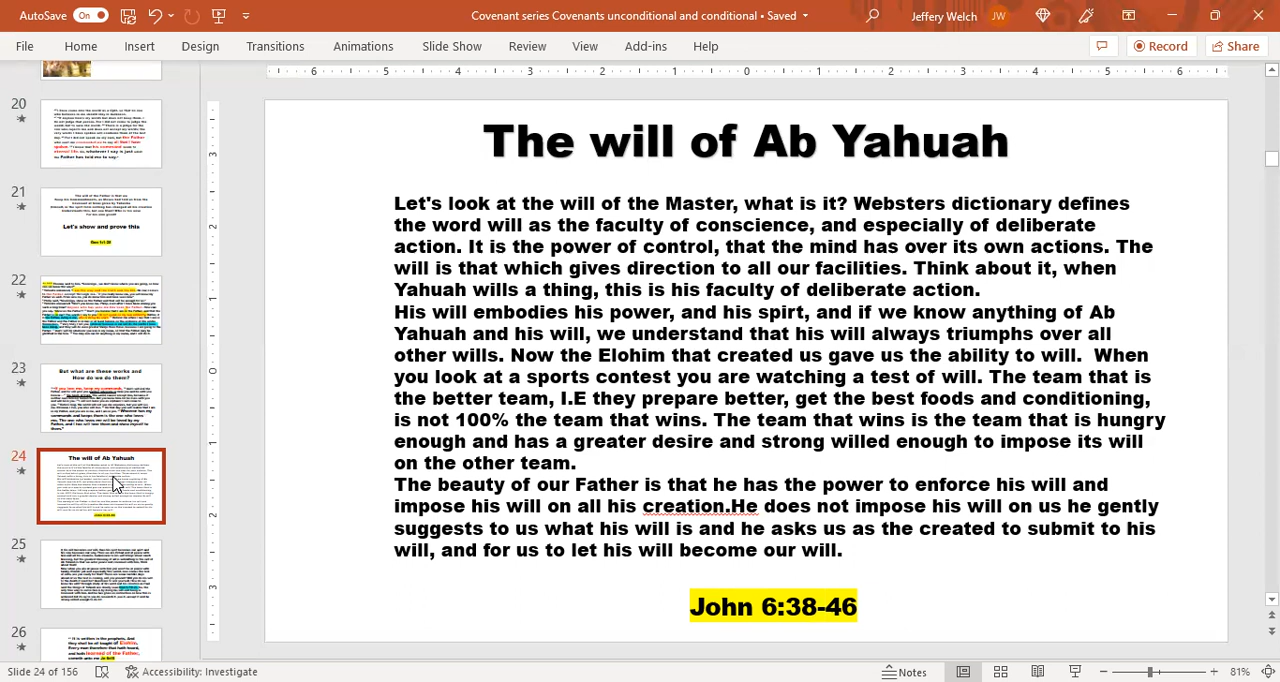 AutoSave On
Covenant series Covenants unconditional and conditional • Saved
Jeffery Welch JW
File Home Insert Design Transitions Animations Slide Show Review View Add-ins Help
Record Share
20
21
Let's show and prove this
22
23
But what are these works and
How do we do them?
24
The will of Ab Yahuah
John 6:38-46
25
26
The will of Ab Yahuah
Let's look at the will of the Master, what is it? Websters dictionary defines
the word will as the faculty of conscience, and especially of deliberate
action. It is the power of control, that the mind has over its own actions. The
will is that which gives direction to all our facilities. Think about it, when
Yahuah wills a thing, this is his faculty of deliberate action.
His will encourages his power, and his spirit, and if we know anything of Ab
Yahuah and his will, we understand that his will always triumphs over all
other wills. Now the Elohim that created us gave us the ability to will.  When
you look at a sports contest you are watching a test of will. The team that is
the better team, I.E they prepare better, get the best foods and conditioning,
is not 100% the team that wins. The team that wins is the team that is hungry
enough and has a greater desire and strong willed enough to impose its will
on the other team.
The beauty of our Father is that he has the power to enforce his will and
impose his will on all his creation.He does not impose his will on us he gently
suggests to us what his will is and he asks us as the created to submit to his
will, and for us to let his will become our will.
John 6:38-46
Slide 24 of 156 Accessibility: Investigate Notes 81%